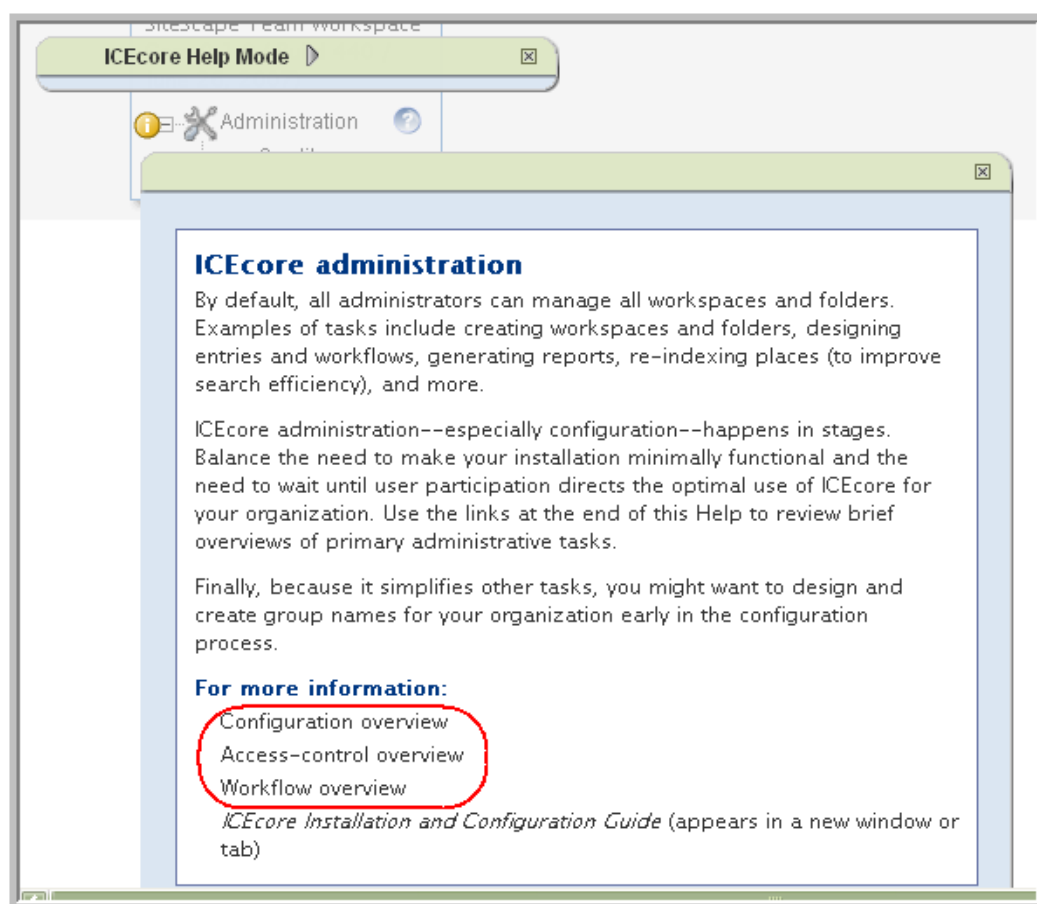 SiteScape Team Workspace
ICEcore Help Mode
Administration
ICEcore administration
By default, all administrators can manage all workspaces and folders.
Examples of tasks include creating workspaces and folders, designing
entries and workflows, generating reports, re-indexing places (to improve
search efficiency), and more.
ICEcore administration--especially configuration--happens in stages.
Balance the need to make your installation minimally functional and the
need to wait until user participation directs the optimal use of ICEcore for
your organization. Use the links at the end of this Help to review brief
overviews of primary administrative tasks.
Finally, because it simplifies other tasks, you might want to design and
create group names for your organization early in the configuration
process.
For more information:
Configuration overview
Access-control overview
Workflow overview
ICEcore Installation and Configuration Guide (appears in a new window or
tab)